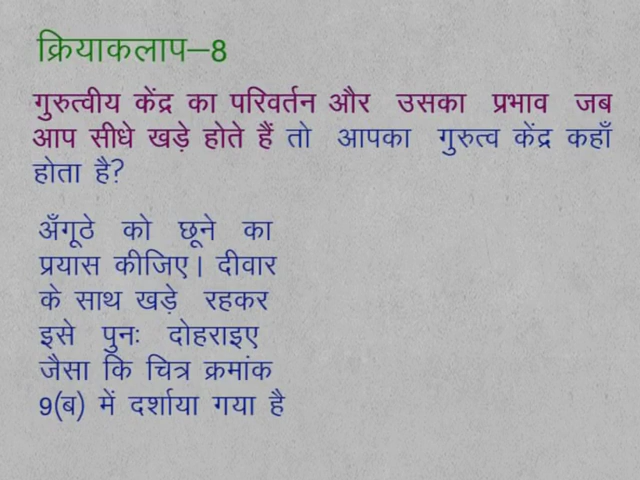 क्रियाकलाप–8
गुरुत्वीय केंद्र का परिवर्तन और उसका प्रभाव जब
आप सीधे खड़े होते हैं तो आपका गुरुत्व केंद्र कहाँ
होता है?
अँगूठे को छूने का
प्रयास कीजिए। दीवार
के साथ खड़े रहकर
इसे पुनः दोहराइए
जैसा कि चित्र क्रमांक
9(ब) में दर्शाया गया है